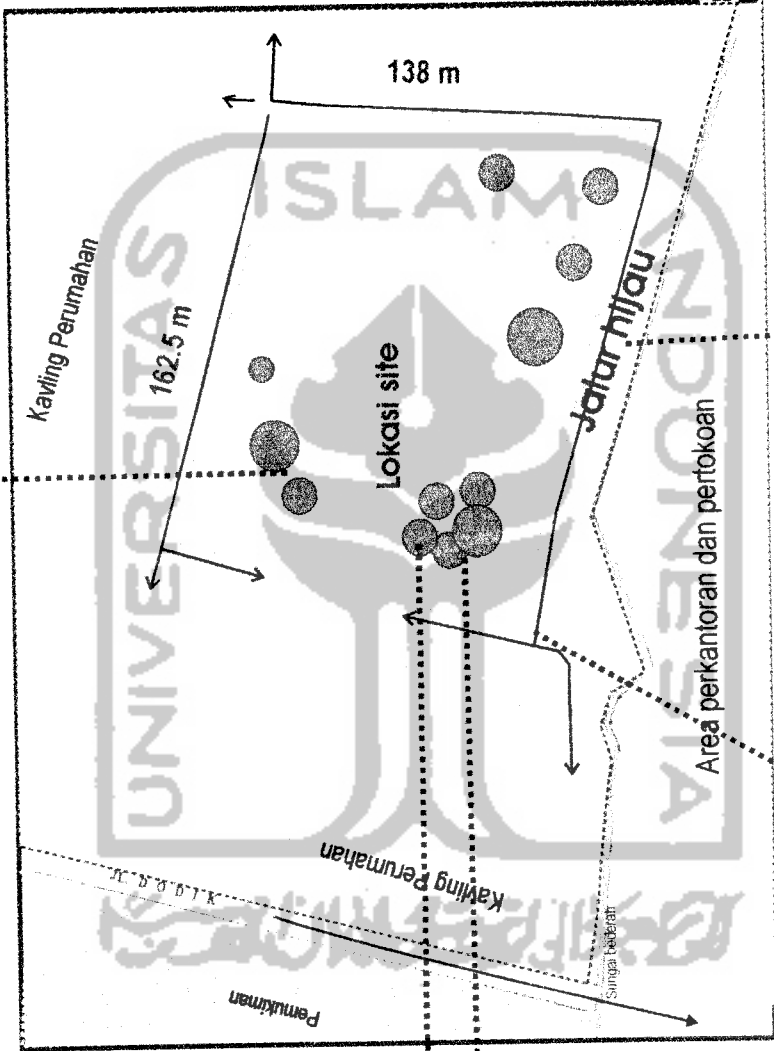 138 m
Kavling Perumahan
162.5 m
Lokasi site
Jalur hijau
Area perkantoran dan pertokoan
Kavling Perumahan
Pemukiman
UNIVERSITAS
ISLAM
INDONESIA